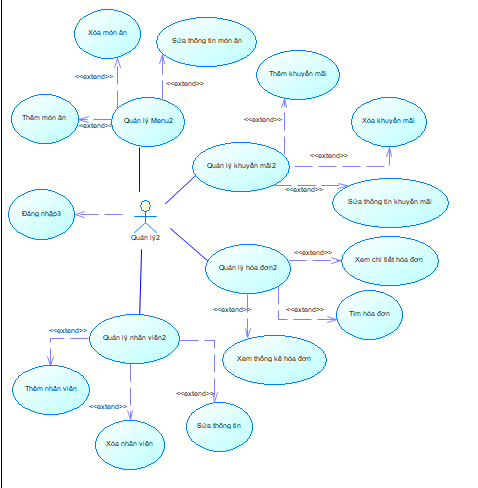 Xóa món ăn
Sửa thông tin món ăn
<<extend>>
<<extend>>
Thêm khuyến mãi
Thêm món ăn
<<extend>>
Quản lý Menu2
<<extend>>
Xóa khuyến mãi
Quản lý khuyến mãi2
<<extend>>
<<extend>>
Sửa thông tin khuyến mãi
Đăng nhập3
Quản lý2
<<extend>>
Xem chi tiết hóa đơn
Quản lý hóa đơn2
<<extend>>
<<extend>>
Tìm hóa đơn
<<extend>>
Quản lý nhân viên2
Xem thống kê hóa đơn
Thêm nhân viên
<<extend>>
<<extend>>
Sửa thông tin
Xóa nhân viên